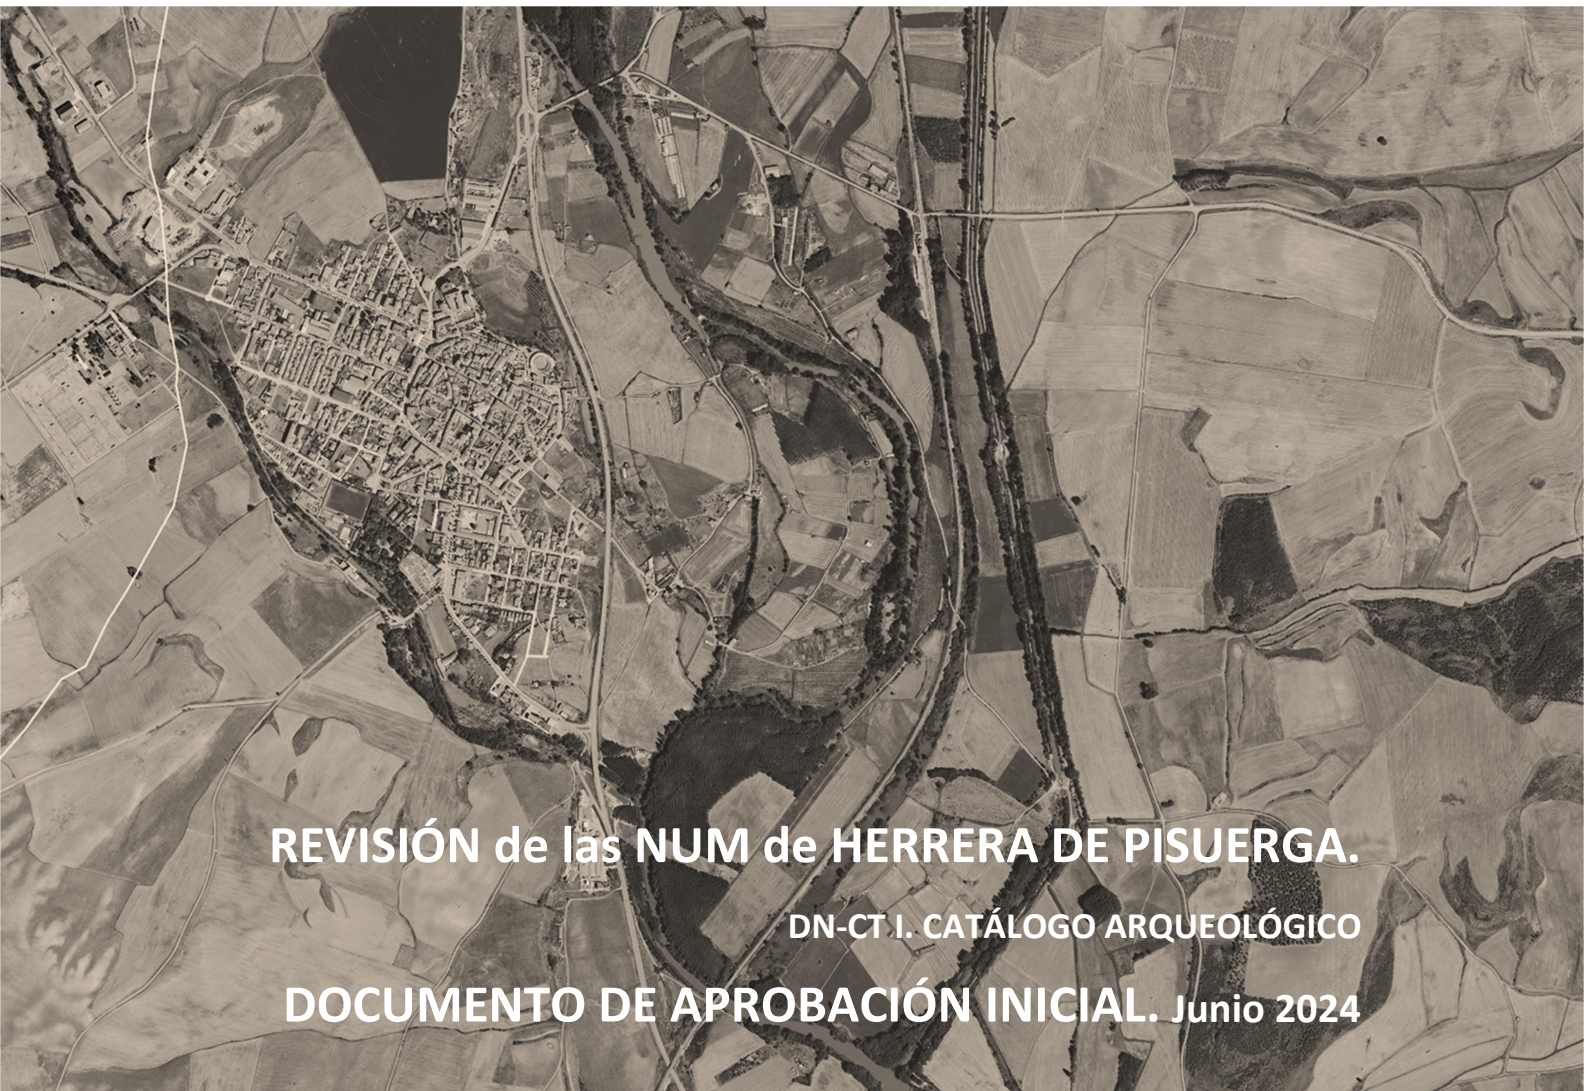 REVISIÓN de las NUM de HERRERA DE PISUERGA.
DN-CT I. CATÁLOGO ARQUEOLÓGICO
DOCUMENTO DE APROBACIÓN INICIAL. Junio 2024